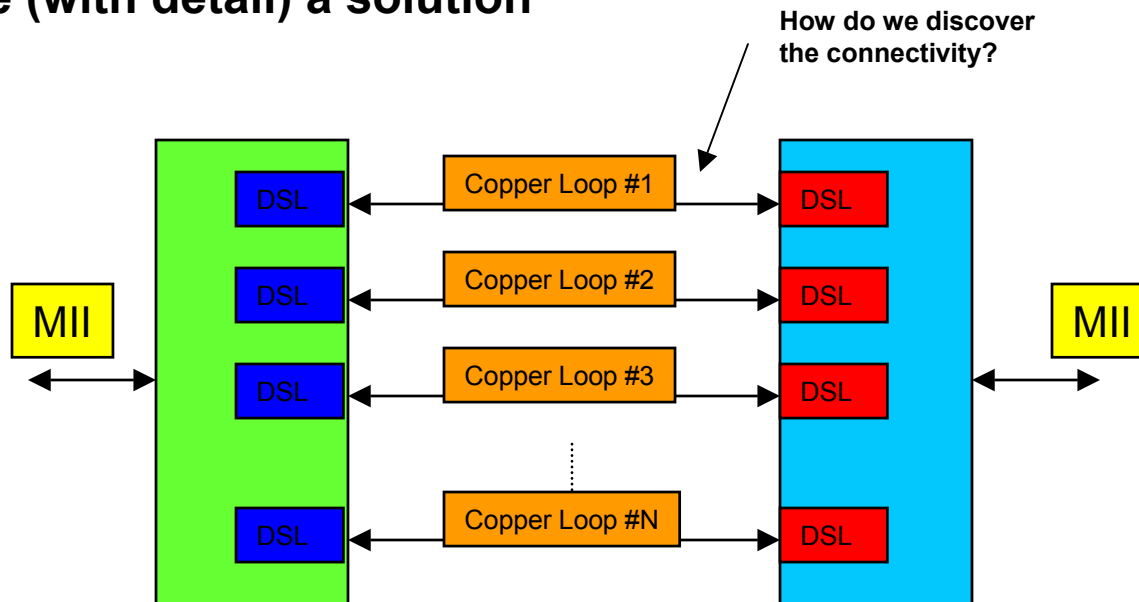 (with detail) a solution
How do we discover
the connectivity?
DSL
Copper Loop #1
DSL
DSL
Copper Loop #2
DSL
MII
MII
DSL
Copper Loop #3
DSL
DSL
Copper Loop #N
DSL